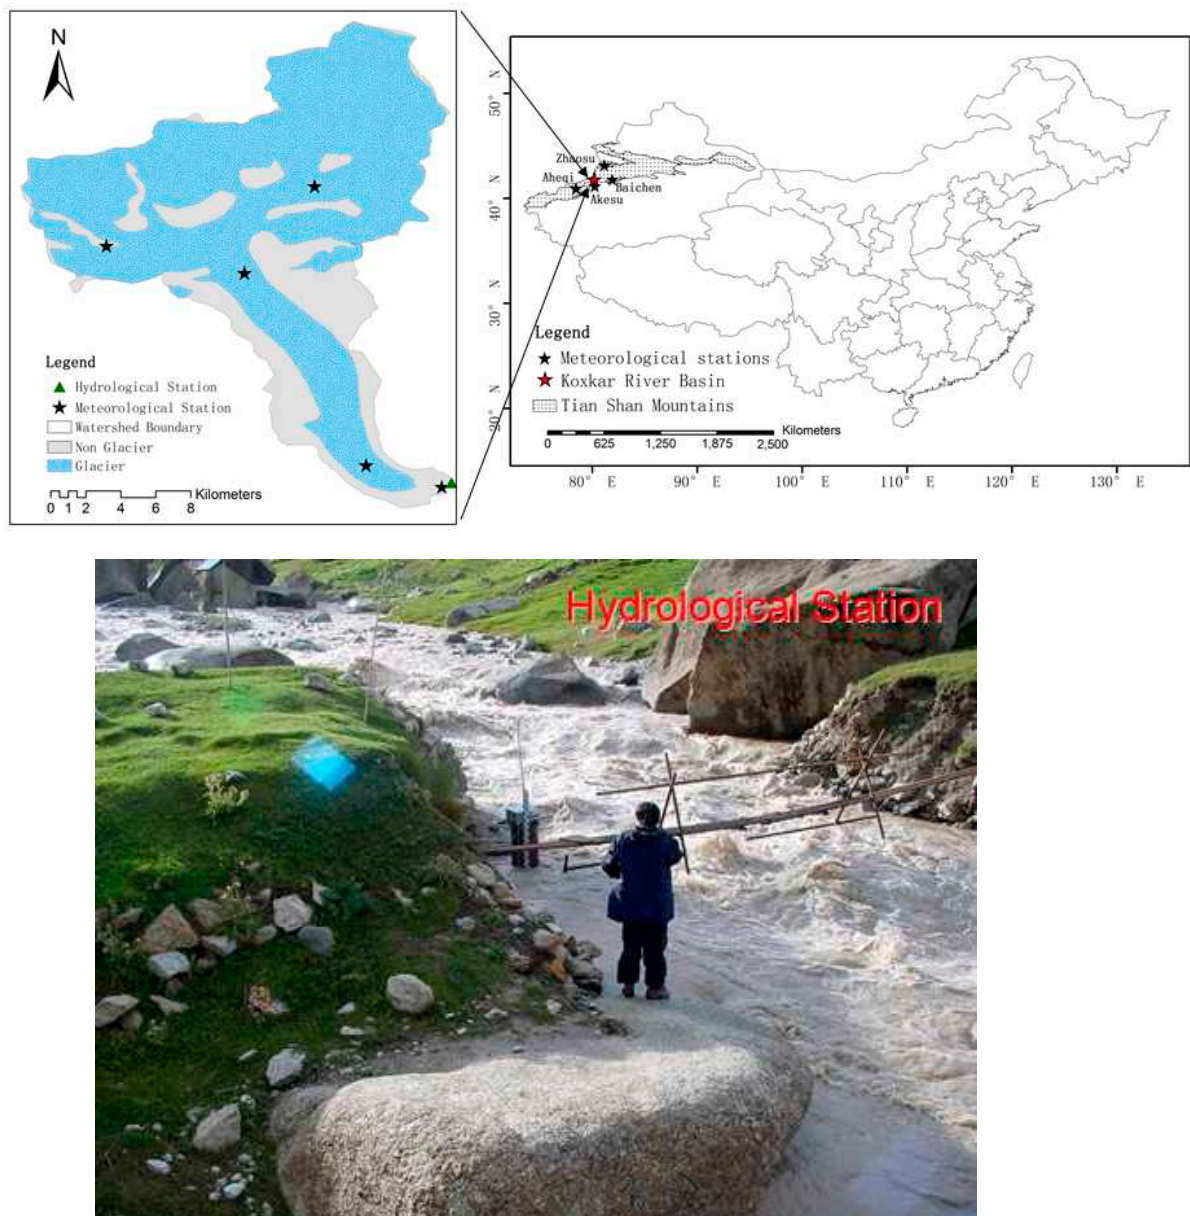 N
Legend
Hydrological Station
Meteorological Station
Watershed Boundary
Non Glacier
Glacier
0 1 2 4 6 8 Kilometers
50° N
40° N
30° N
20° N
Zhaosu
Aheqi
Baichen
Akesu
Legend
Meteorological stations
Koxkar River Basin
Tian Shan Mountains
Kilometers
0 625 1,250 1,875 2,500
80° E 90° E 100° E 110° E 120° E 130° E
Hydrological Station